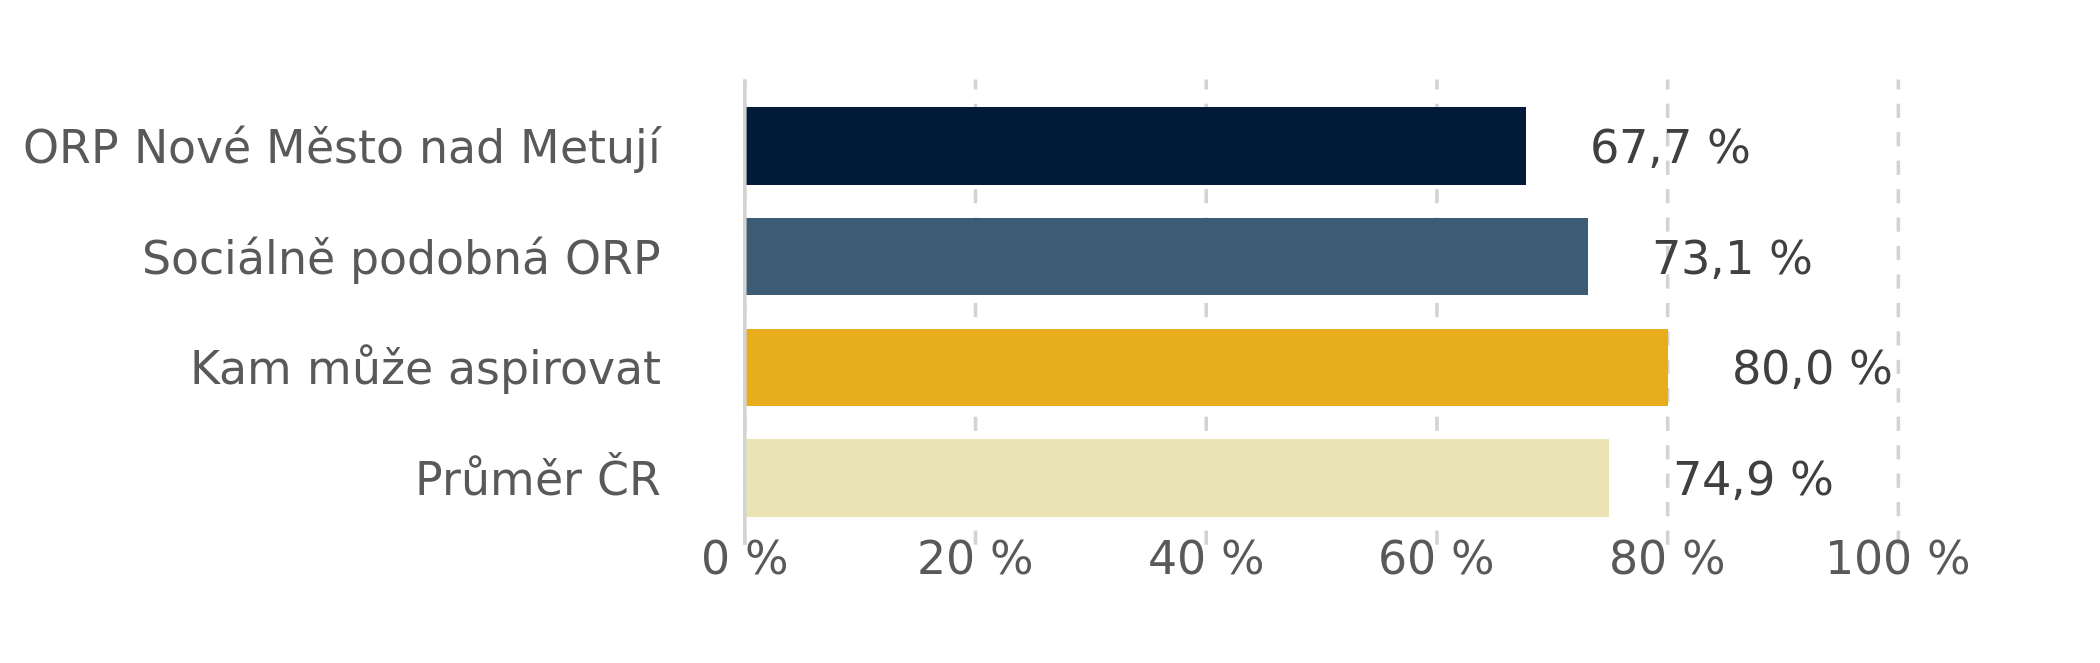 ORP Nové Město nad Metují 67,7 %
Sociálně podobná ORP 73,1 %
Kam může aspirovat 80,0 %
Průměr ČR 74,9 %
0 % 20 % 40 % 60 % 80 % 100 %